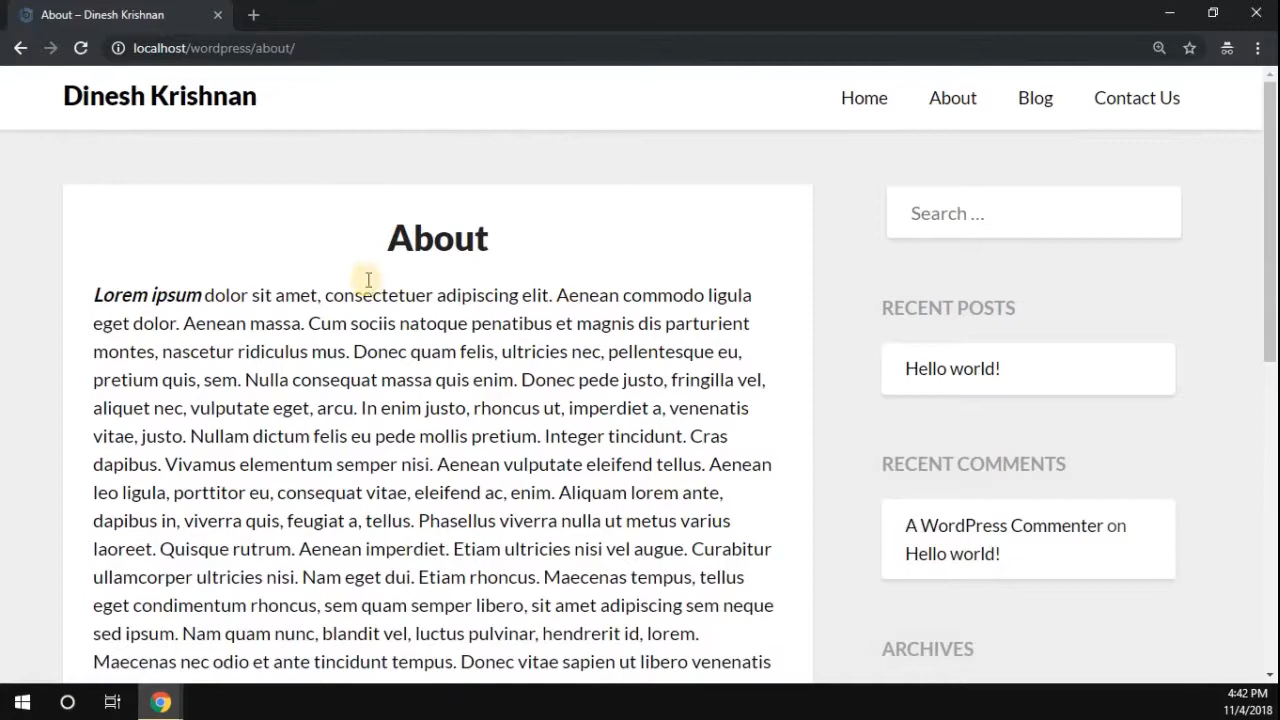 About – Dinesh Krishnan
localhost/wordpress/about/
Dinesh Krishnan
Home About Blog Contact Us
About
Lorem ipsum dolor sit amet, consectetuer adipiscing elit. Aenean commodo ligula
eget dolor. Aenean massa. Cum sociis natoque penatibus et magnis dis parturient
montes, nascetur ridiculus mus. Donec quam felis, ultricies nec, pellentesque eu,
pretium quis, sem. Nulla consequat massa quis enim. Donec pede justo, fringilla vel,
aliquet nec, vulputate eget, arcu. In enim justo, rhoncus ut, imperdiet a, venenatis
vitae, justo. Nullam dictum felis eu pede mollis pretium. Integer tincidunt. Cras
dapibus. Vivamus elementum semper nisi. Aenean vulputate eleifend tellus. Aenean
leo ligula, porttitor eu, consequat vitae, eleifend ac, enim. Aliquam lorem ante,
dapibus in, viverra quis, feugiat a, tellus. Phasellus viverra nulla ut metus varius
laoreet. Quisque rutrum. Aenean imperdiet. Etiam ultricies nisi vel augue. Curabitur
ullamcorper ultricies nisi. Nam eget dui. Etiam rhoncus. Maecenas tempus, tellus
eget condimentum rhoncus, sem quam semper libero, sit amet adipiscing sem neque
sed ipsum. Nam quam nunc, blandit vel, luctus pulvinar, hendrerit id, lorem.
Maecenas nec odio et ante tincidunt tempus. Donec vitae sapien ut libero venenatis
Search …
RECENT POSTS
Hello world!
RECENT COMMENTS
A WordPress Commenter on
Hello world!
ARCHIVES
4:42 PM
11/4/2018